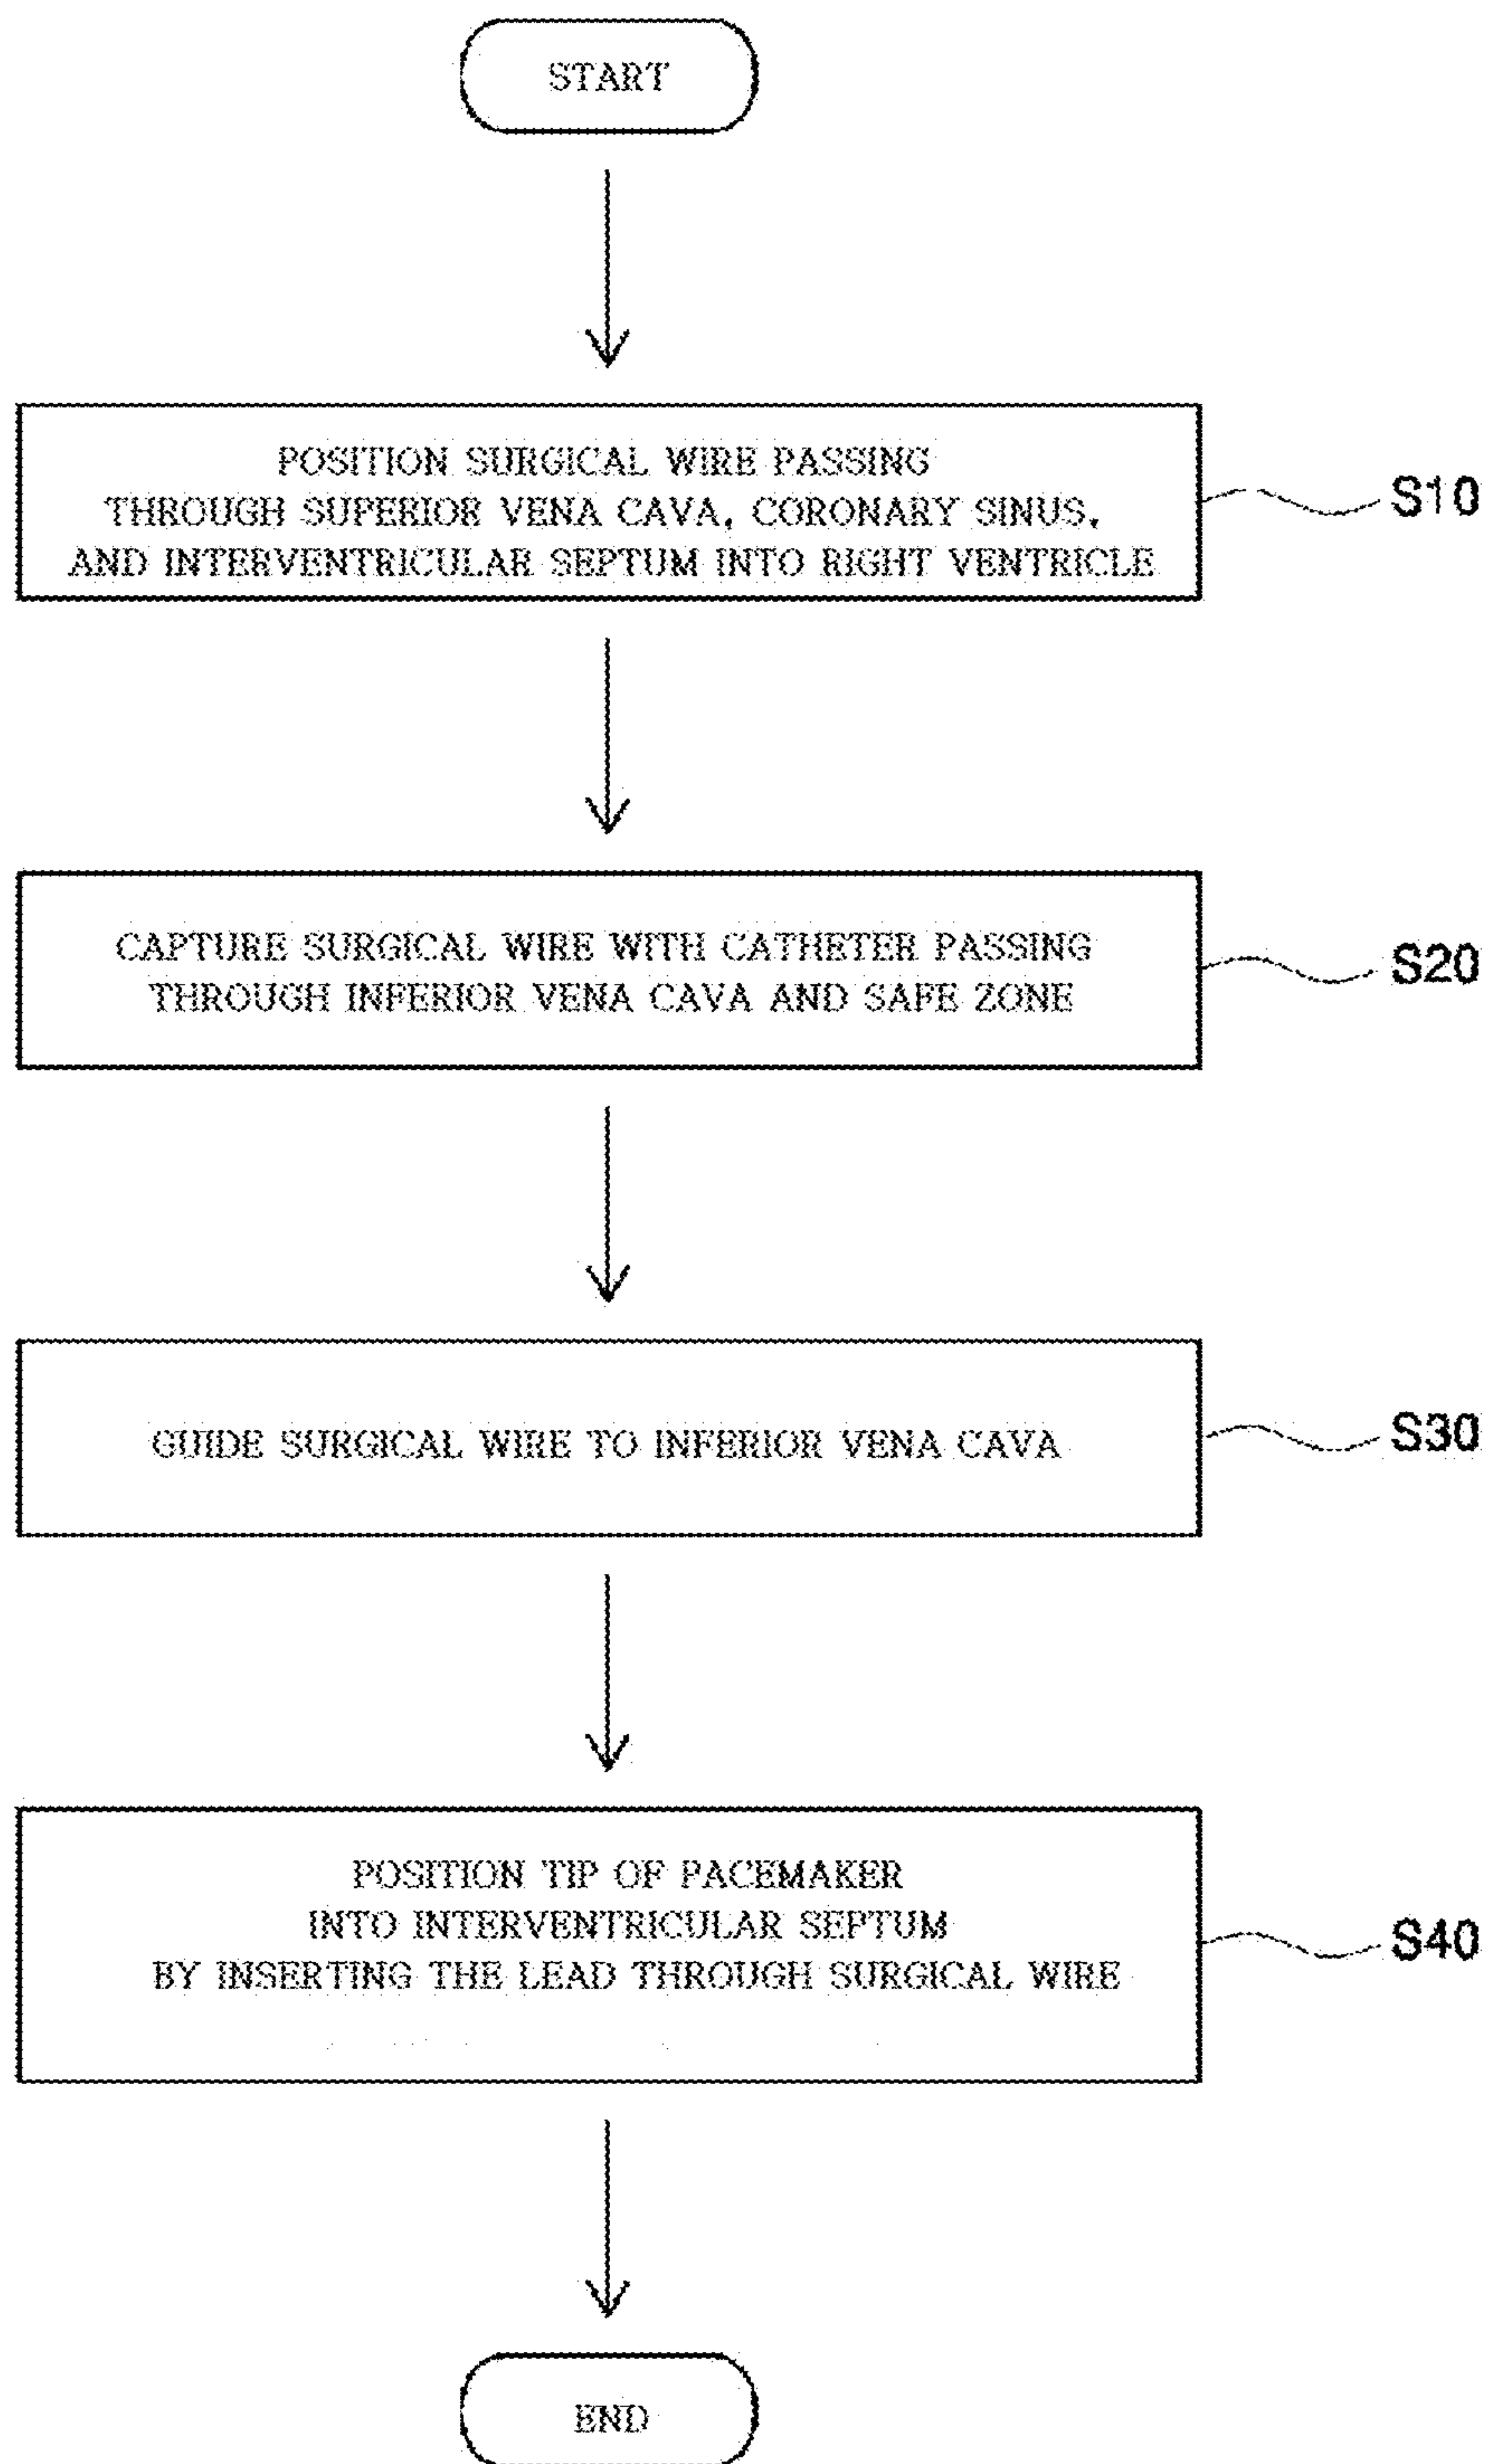 START
POSITION SURGICAL WIRE PASSING
THROUGH SUPERIOR VENA CAVA, CORONARY SINUS,
AND INTERVENTRICULAR SEPTUM INTO RIGHT VENTRICLE
S10
CAPTURE SURGICAL WIRE WITH CATHETER PASSING
THROUGH INFERIOR VENA CAVA AND SAFE ZONE
S20
GUIDE SURGICAL WIRE TO INFERIOR VENA CAVA
S30
POSITION TIP OF PACEMAKER
INTO INTERVENTRICULAR SEPTUM
BY INSERTING THE LEAD THROUGH SURGICAL WIRE
S40
END